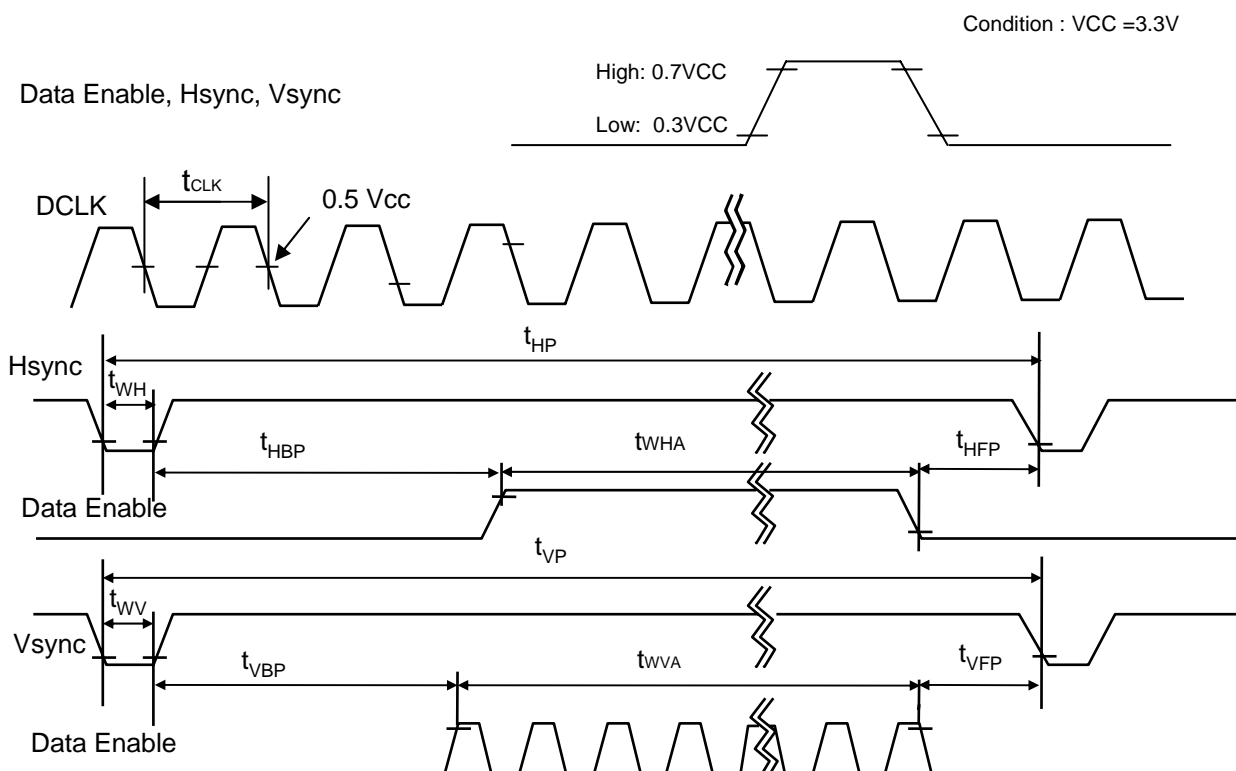 Condition : VCC =3.3V
High: 0.7VCC
Data Enable, Hsync, Vsync
Low: 0.3VCC
tCLK
0.5 Vcc
DCLK
tHP
Hsync
tWH
tHBP
tWHA
tHFP
Data Enable
tVP
tWV
Vsync
tVBP
tWVA
tVFP
Data Enable